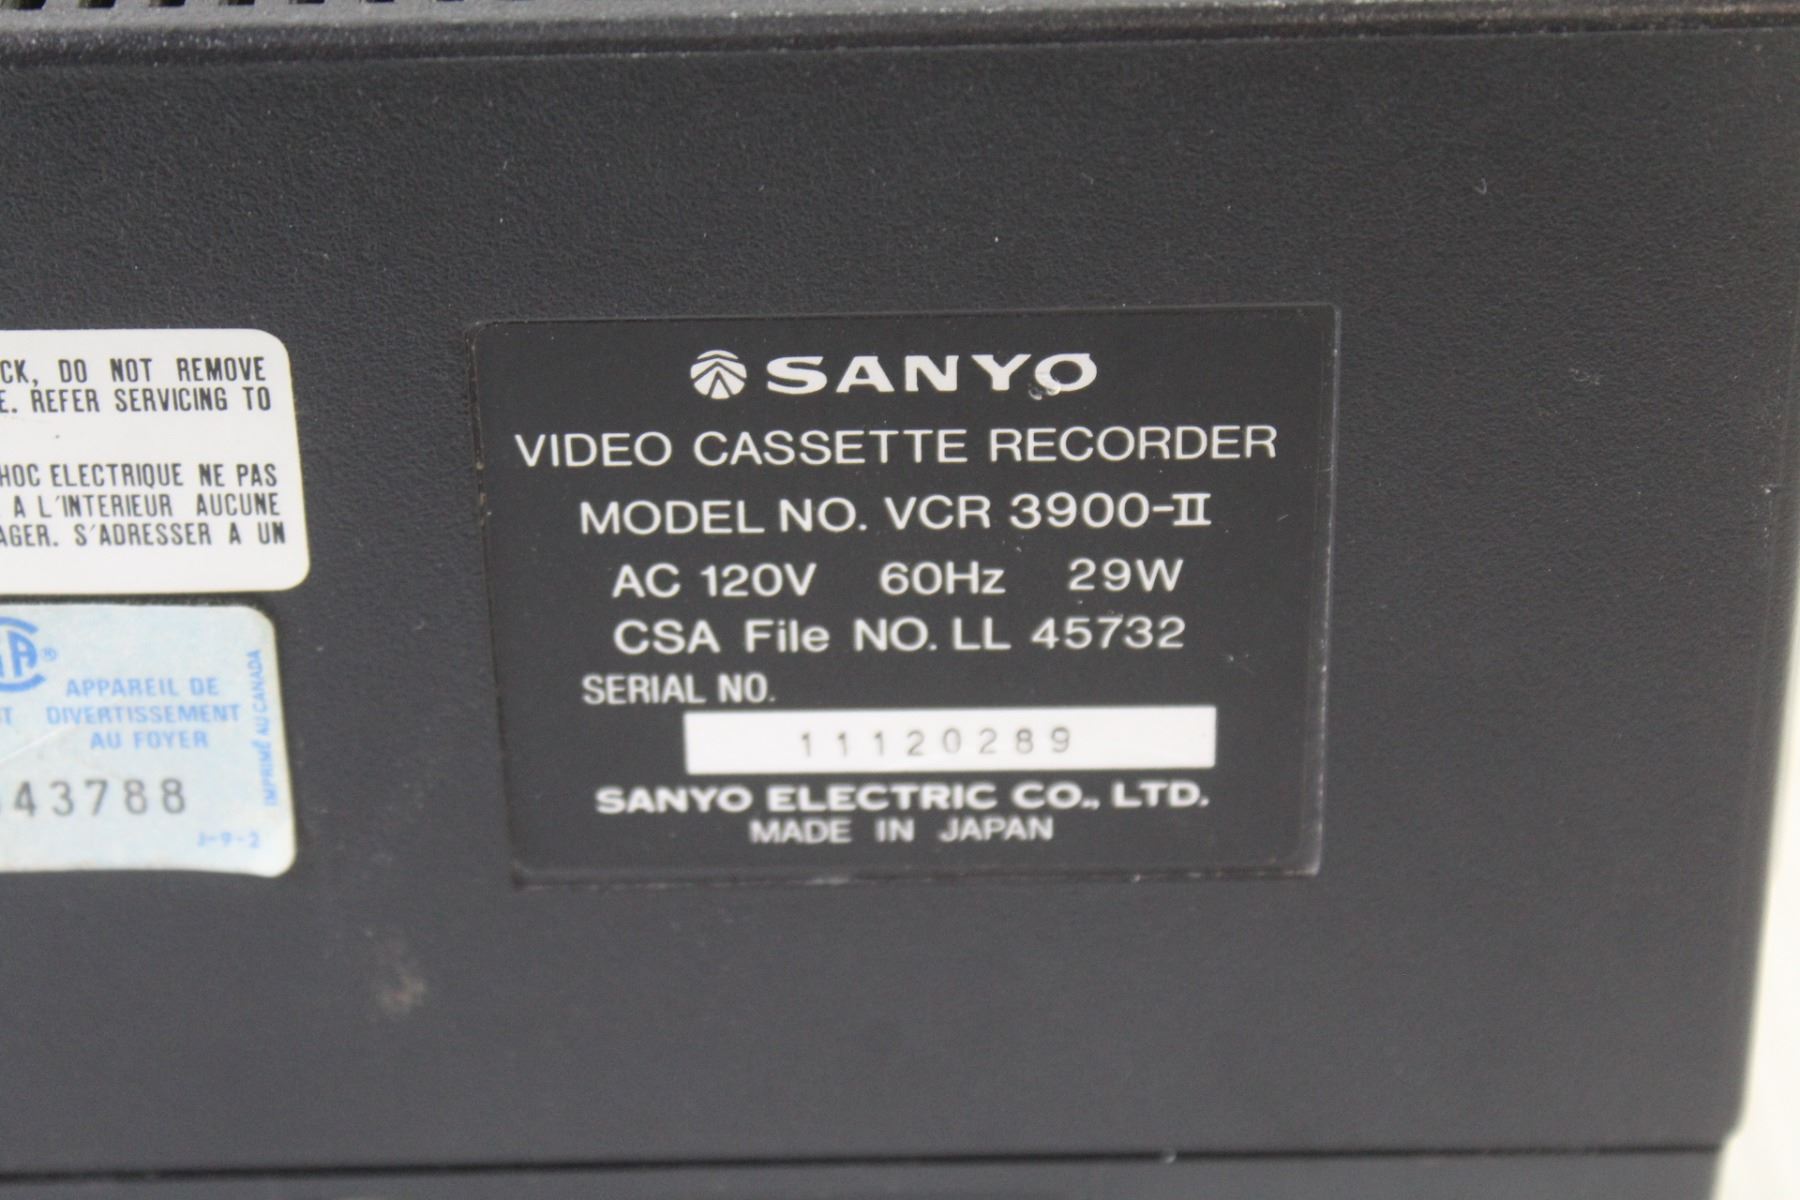 CK, DO NOT REMOVE
E. REFER SERVICING TO
HOC ELECTRIQUE NE PAS
A L'INTERIEUR AUCUNE
AGER. S'ADRESSER A UN
APPAREIL DE
T DIVERTISSEMENT
AU FOYER
IMPRIMÉ AU CANADA
43788
J-9-2
SANYO
VIDEO CASSETTE RECORDER
MODEL NO. VCR 3900-II
AC 120V 60Hz 29W
CSA File NO. LL 45732
SERIAL NO.
11120289
SANYO ELECTRIC CO., LTD.
MADE IN JAPAN